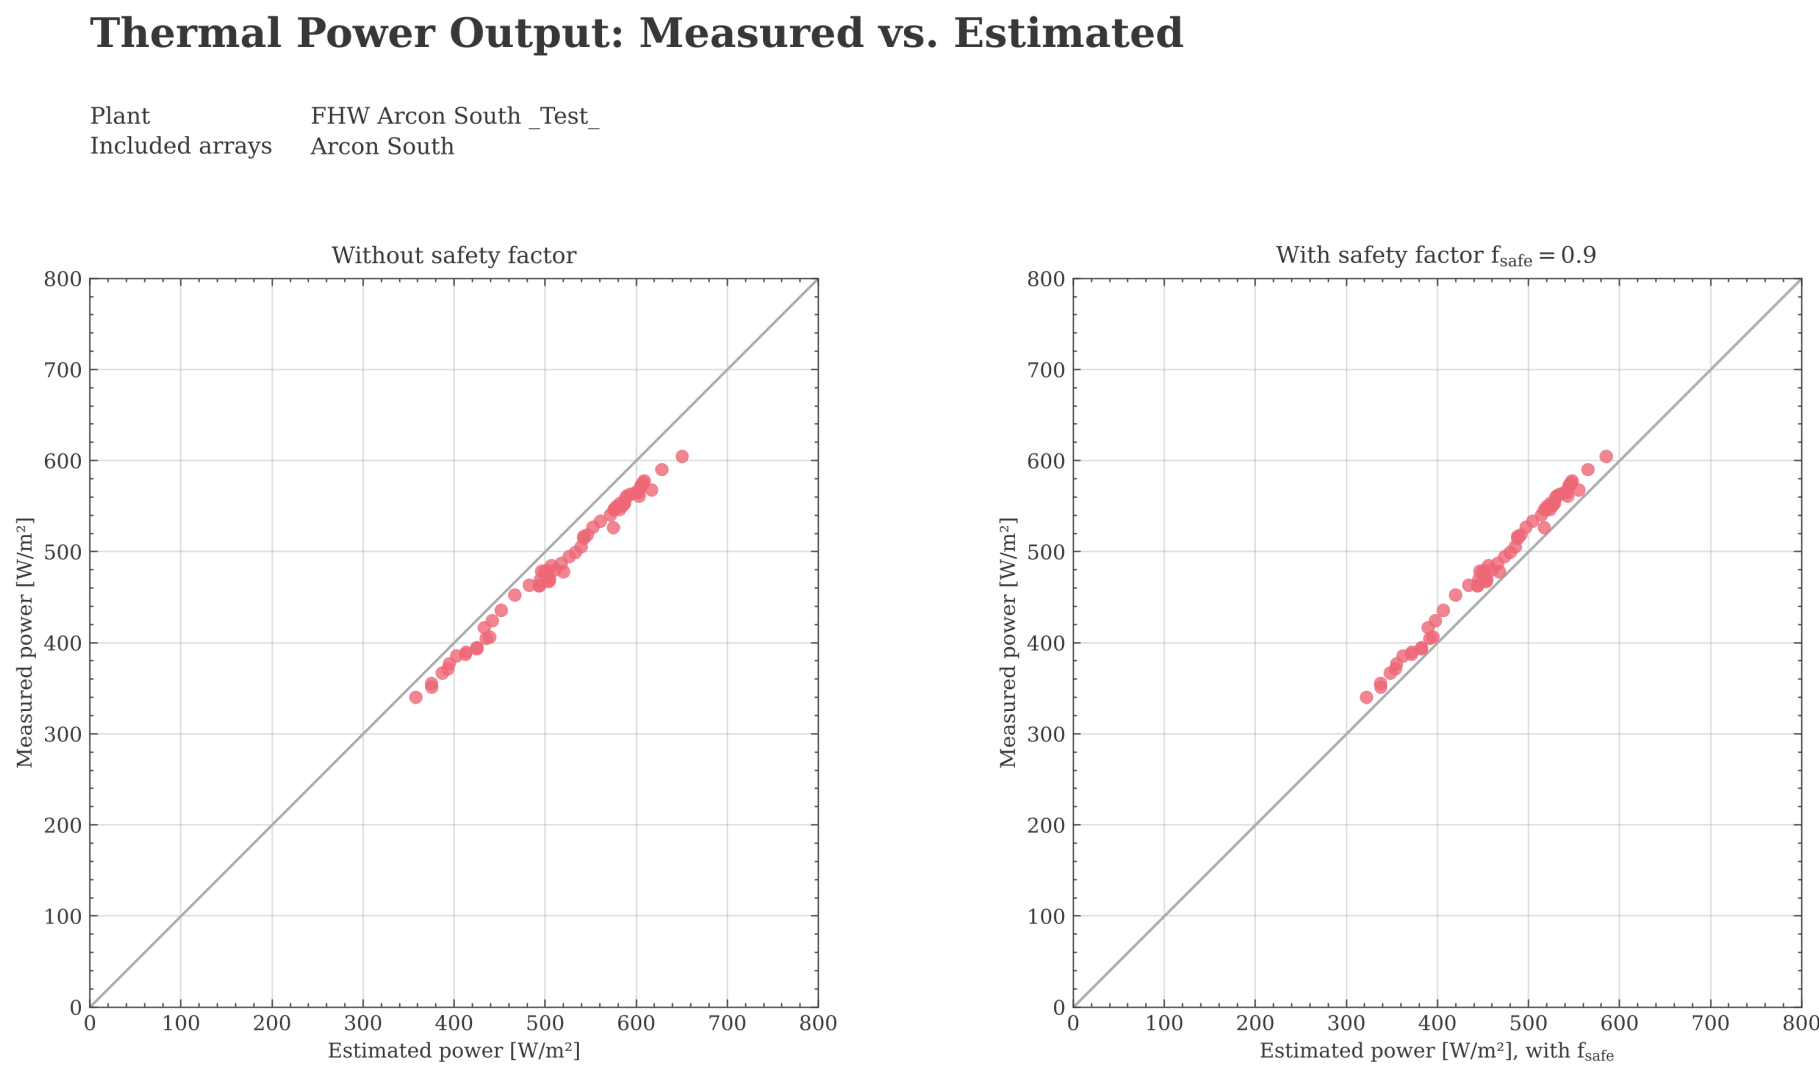 Thermal Power Output: Measured vs. Estimated
Plant FHW Arcon South _Test_
Included arrays Arcon South
Without safety factor
800
700
600
500
400
300
200
100
0
Measured power [W/m²]
0 100 200 300 400 500 600 700 800
Estimated power [W/m²]
With safety factor fsafe = 0.9
800
700
600
500
400
300
200
100
0
Measured power [W/m²]
0 100 200 300 400 500 600 700 800
Estimated power [W/m²], with fsafe